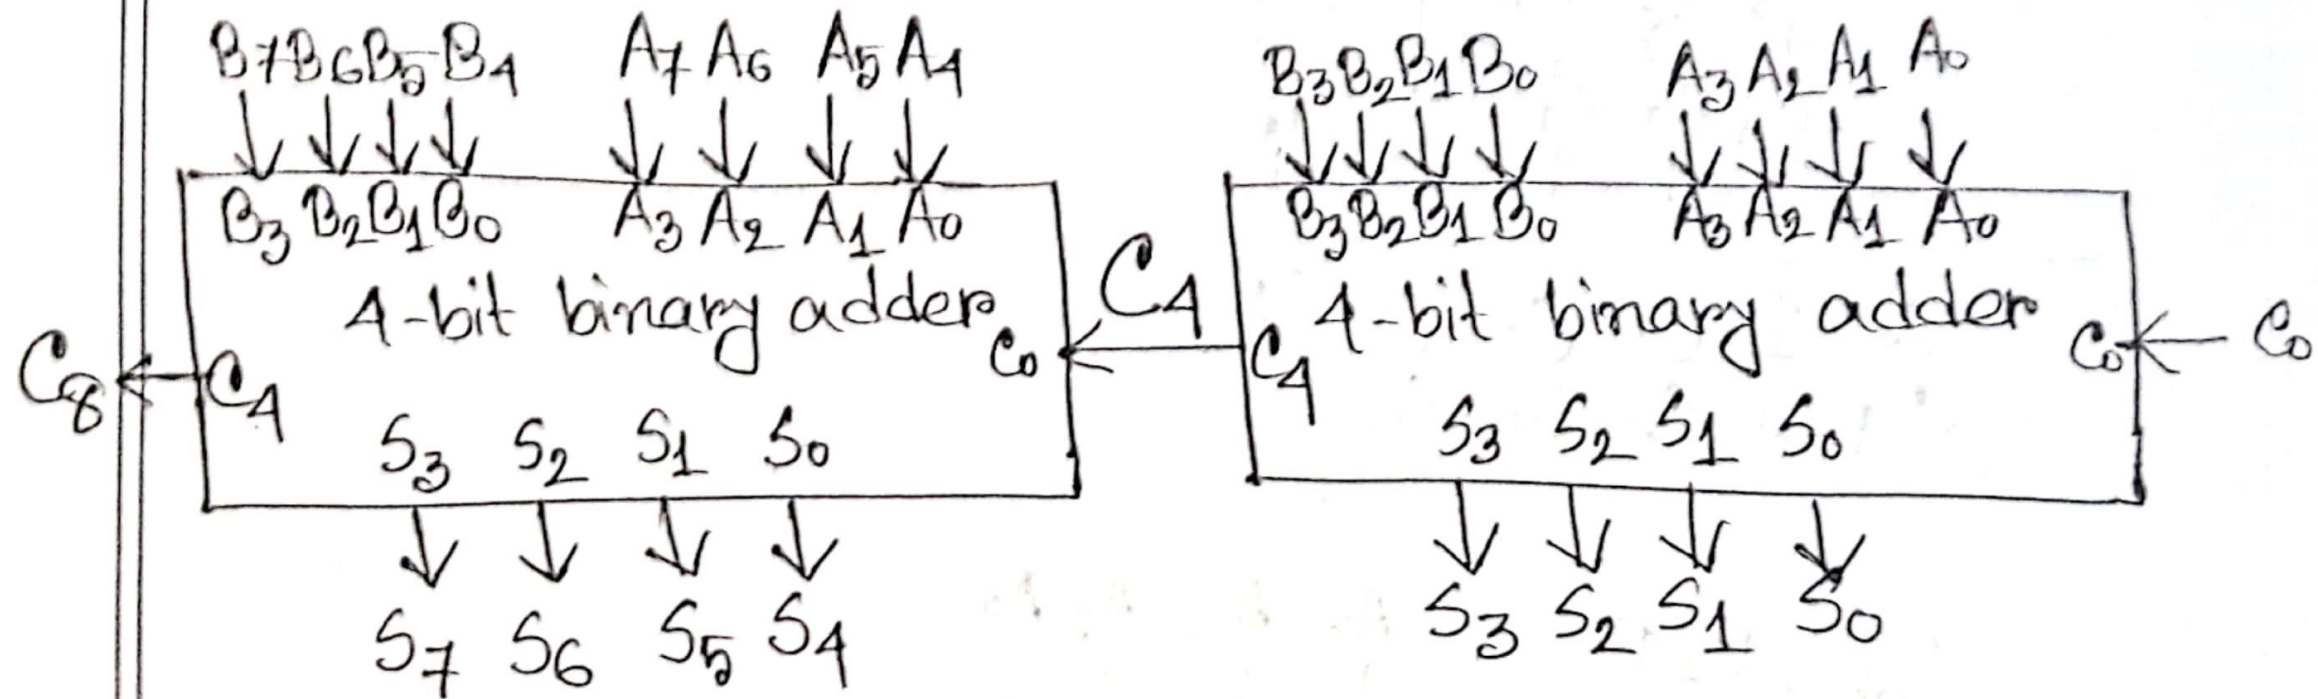 B7 B6 B5 B4 A7 A6 A5 A4 B3 B2 B1 B0 A3 A2 A1 A0
B3 B2 B1 B0 A3 A2 A1 A0 B3 B2 B1 B0 A3 A2 A1 A0
4-bit binary adder C4 4-bit binary adder
C8 C4 C0 C4 C0 C0
S3 S2 S1 S0 S3 S2 S1 S0
S7 S6 S5 S4 S3 S2 S1 S0